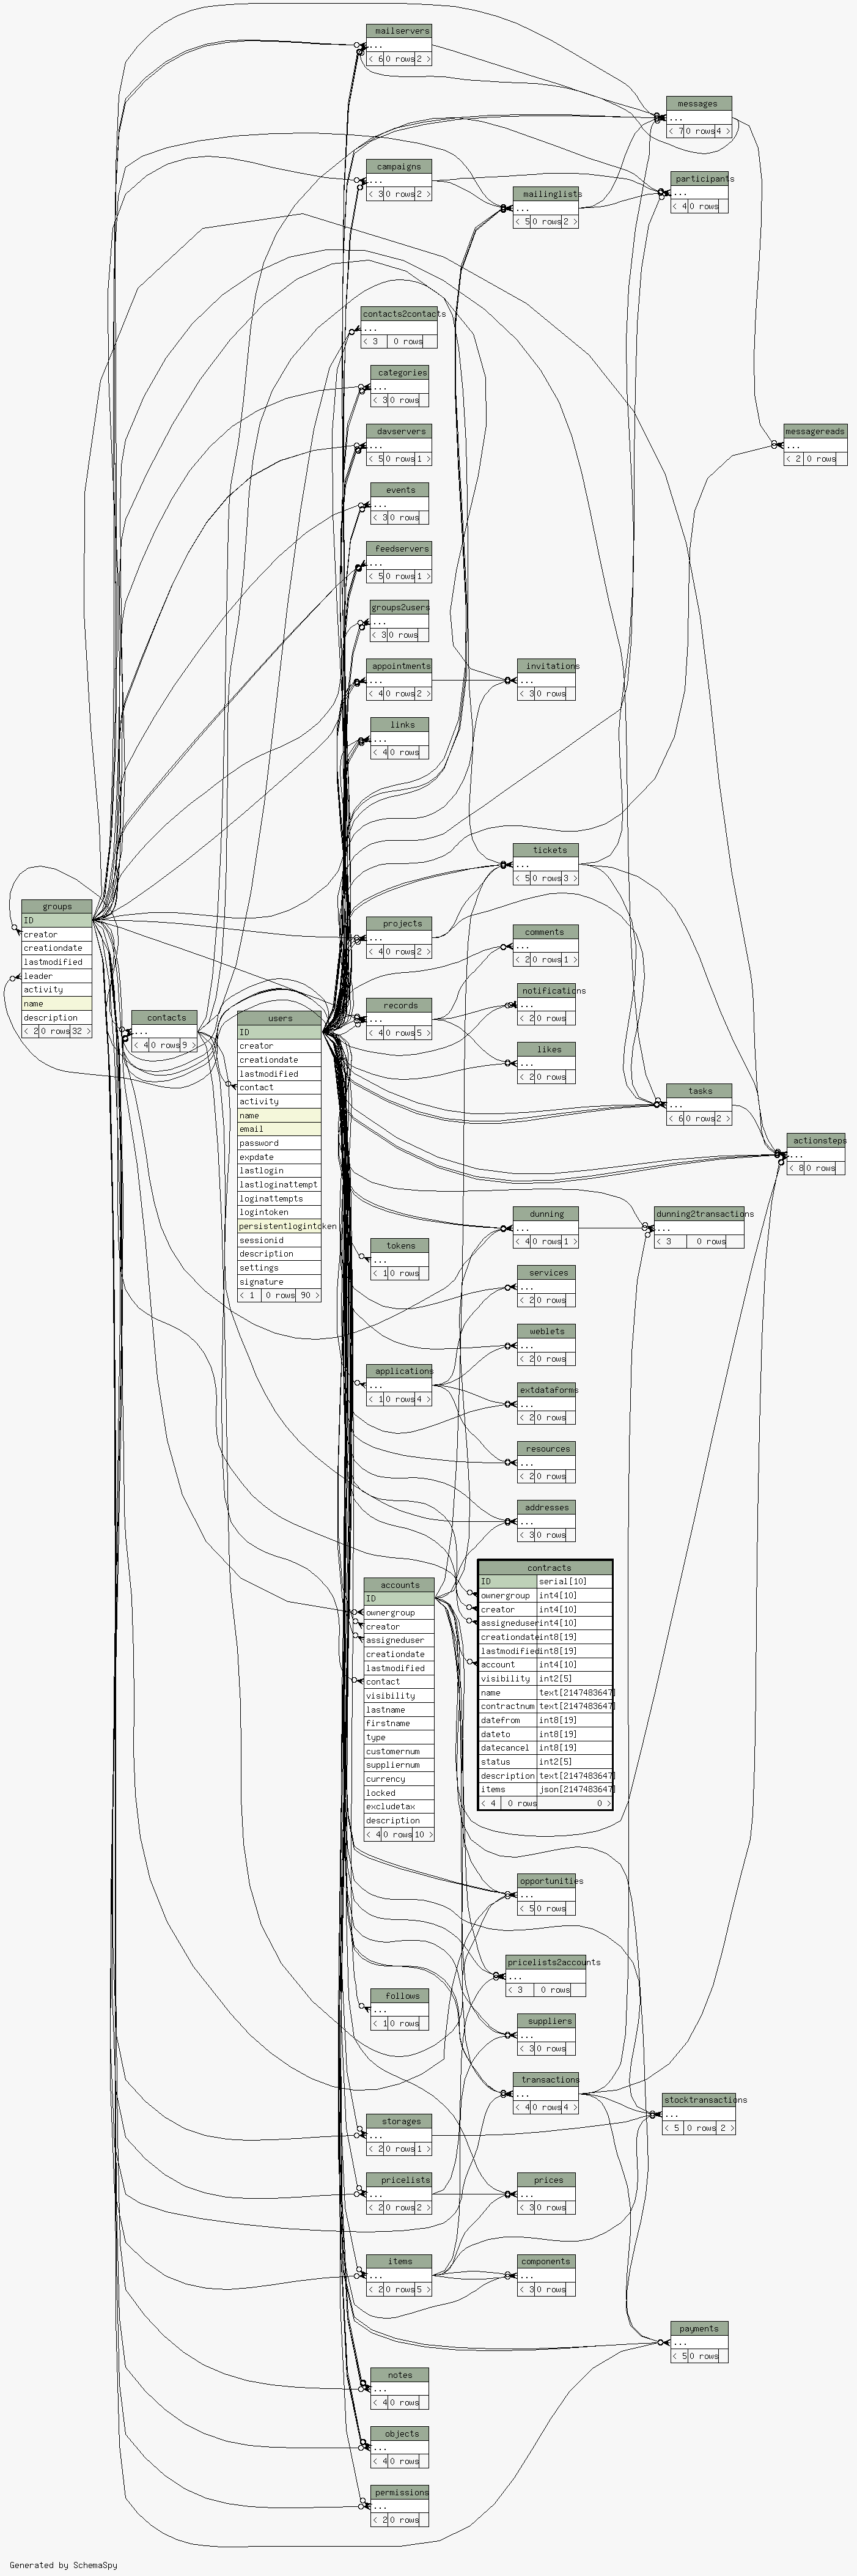 mailservers
...
< 6 0 rows 2 >
messages
...
< 7 0 rows 4 >
campaigns
...
< 3 0 rows 2 >
participants
...
< 4 0 rows
mailinglists
...
< 5 0 rows 2 >
contacts2contacts
...
< 3 0 rows
categories
...
< 3 0 rows
davservers
...
< 5 0 rows 1 >
messagereads
...
< 2 0 rows
events
...
< 3 0 rows
feedservers
...
< 5 0 rows 1 >
groups2users
...
< 3 0 rows
appointments
...
< 4 0 rows 2 >
invitations
...
< 3 0 rows
links
...
< 4 0 rows
tickets
...
< 5 0 rows 3 >
groups
ID
creator
creationdate
lastmodified
leader
activity
name
description
< 2 0 rows 32 >
projects
...
< 4 0 rows 2 >
comments
...
< 2 0 rows 1 >
notifications
...
< 2 0 rows
contacts
...
< 4 0 rows 9 >
records
...
< 4 0 rows 5 >
likes
...
< 2 0 rows
users
ID
creator
creationdate
lastmodified
contact
activity
name
email
password
expdate
lastlogin
lastloginattempt
loginattempts
logintoken
persistentlogintoken
sessionid
description
settings
signature
< 1 0 rows 90 >
tasks
...
< 6 0 rows 2 >
actionsteps
...
< 8 0 rows
dunning
...
< 4 0 rows 1 >
dunning2transactions
...
< 3 0 rows
tokens
...
< 1 0 rows
services
...
< 2 0 rows
weblets
...
< 2 0 rows
applications
...
< 1 0 rows 4 >
extdataforms
...
< 2 0 rows
resources
...
< 2 0 rows
addresses
...
< 3 0 rows
contracts
ID serial[10]
ownergroup int4[10]
creator int4[10]
assigneduser int4[10]
creationdate int8[19]
lastmodified int8[19]
account int4[10]
visibility int2[5]
name text[2147483647]
contractnum text[2147483647]
datefrom int8[19]
dateto int8[19]
datecancel int8[19]
status int2[5]
description text[2147483647]
items json[2147483647]
< 4 0 rows 0 >
accounts
ID
ownergroup
creator
assigneduser
creationdate
lastmodified
contact
visibility
lastname
firstname
type
customernum
suppliernum
currency
locked
excludetax
description
< 4 0 rows 10 >
opportunities
...
< 5 0 rows
pricelists2accounts
...
< 3 0 rows
follows
...
< 1 0 rows
suppliers
...
< 3 0 rows
transactions
...
< 4 0 rows 4 >
stocktransactions
...
< 5 0 rows 2 >
storages
...
< 2 0 rows 1 >
pricelists
...
< 2 0 rows 2 >
prices
...
< 3 0 rows
items
...
< 2 0 rows 5 >
components
...
< 3 0 rows
payments
...
< 5 0 rows
notes
...
< 4 0 rows
objects
...
< 4 0 rows
permissions
...
< 2 0 rows
Generated by SchemaSpy